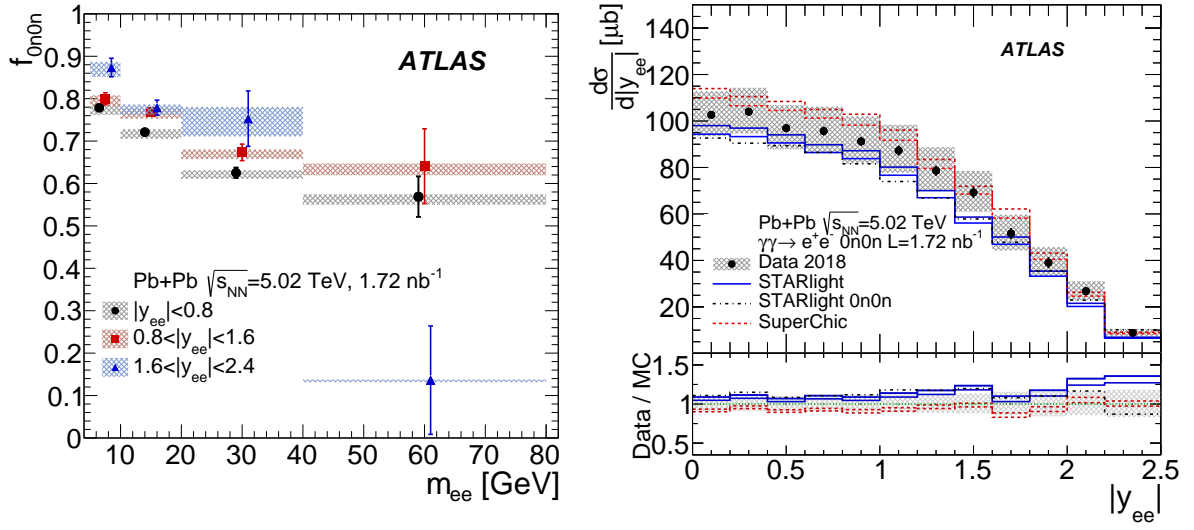 f0n0n
1
0.9
0.8
0.7
0.6
0.5
0.4
0.3
0.2
0.1
0
ATLAS
Pb+Pb √sNN=5.02 TeV, 1.72 nb-1
|yee|<0.8
0.8<|yee|<1.6
1.6<|yee|<2.4
10 20 30 40 50 60 70 80
mee [GeV]
dσ/d|yee| [μb]
140
120
100
80
60
40
20
ATLAS
Pb+Pb √sNN=5.02 TeV
γγ→ e+e- 0n0n L=1.72 nb-1
Data 2018
STARlight
STARlight 0n0n
SuperChic
Data / MC
1.5
1
0.5
0 0.5 1 1.5 2 2.5
|yee|